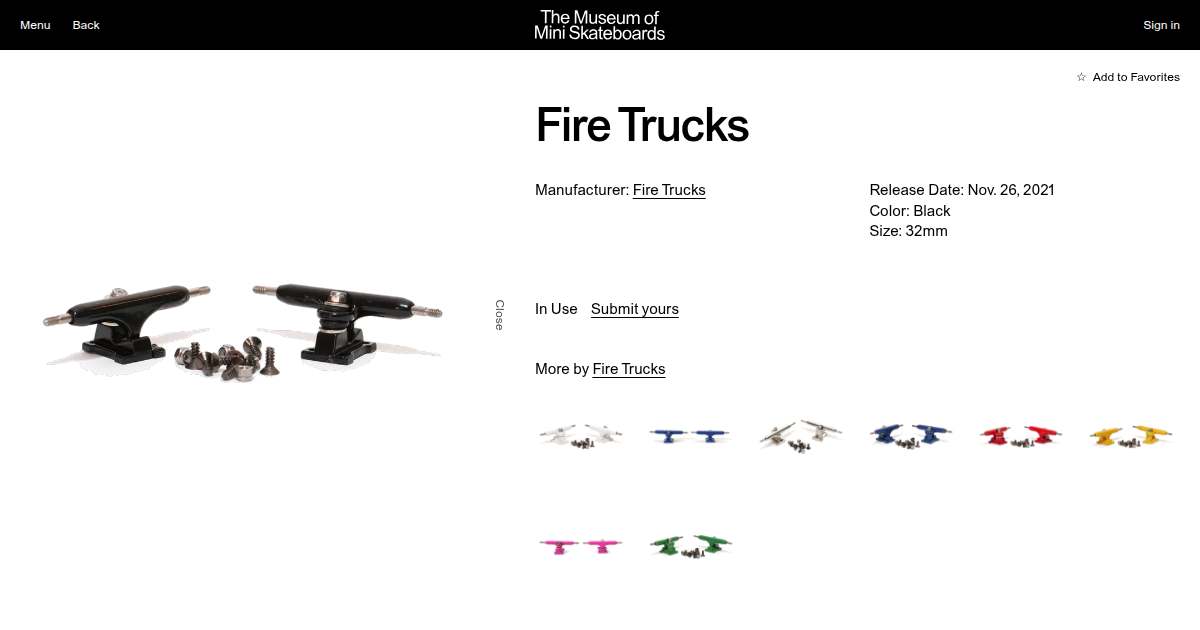 Menu
Back
The Museum of
Mini Skateboards
Sign in
☆ Add to Favorites
Fire Trucks
Manufacturer: Fire Trucks
Release Date: Nov. 26, 2021
Color: Black
Size: 32mm
Close
In Use Submit yours
More by Fire Trucks